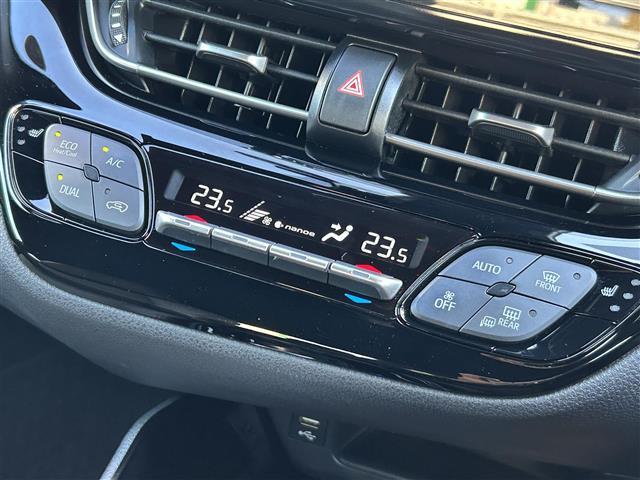 ECO
Heat/Cool
A/C
DUAL
23.5
nanoe
23.5
AUTO
FRONT
OFF
REAR